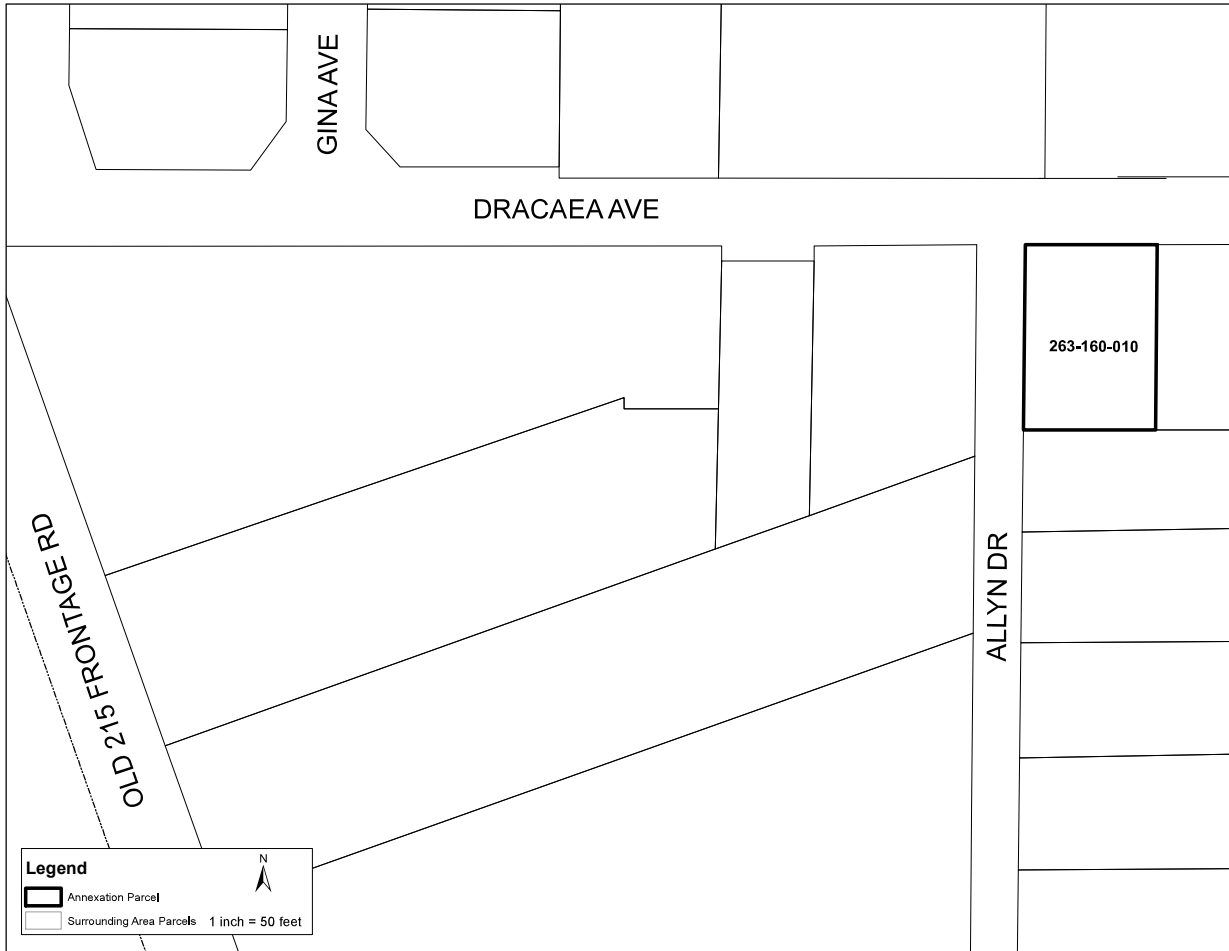 GINA AVE
DRACAEA AVE
263-160-010
OLD 215 FRONTAGE RD
ALLYN DR
Legend
N
Annexation Parcel
Surrounding Area Parcels 1 inch = 50 feet